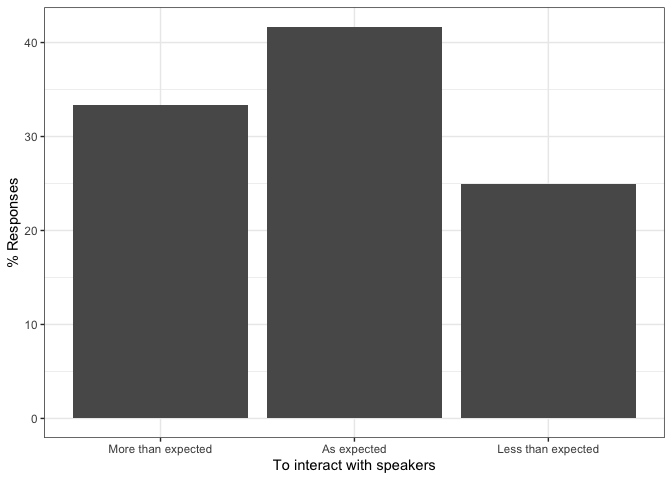 % Responses
40
30
20
10
0
More than expected
As expected
Less than expected
To interact with speakers